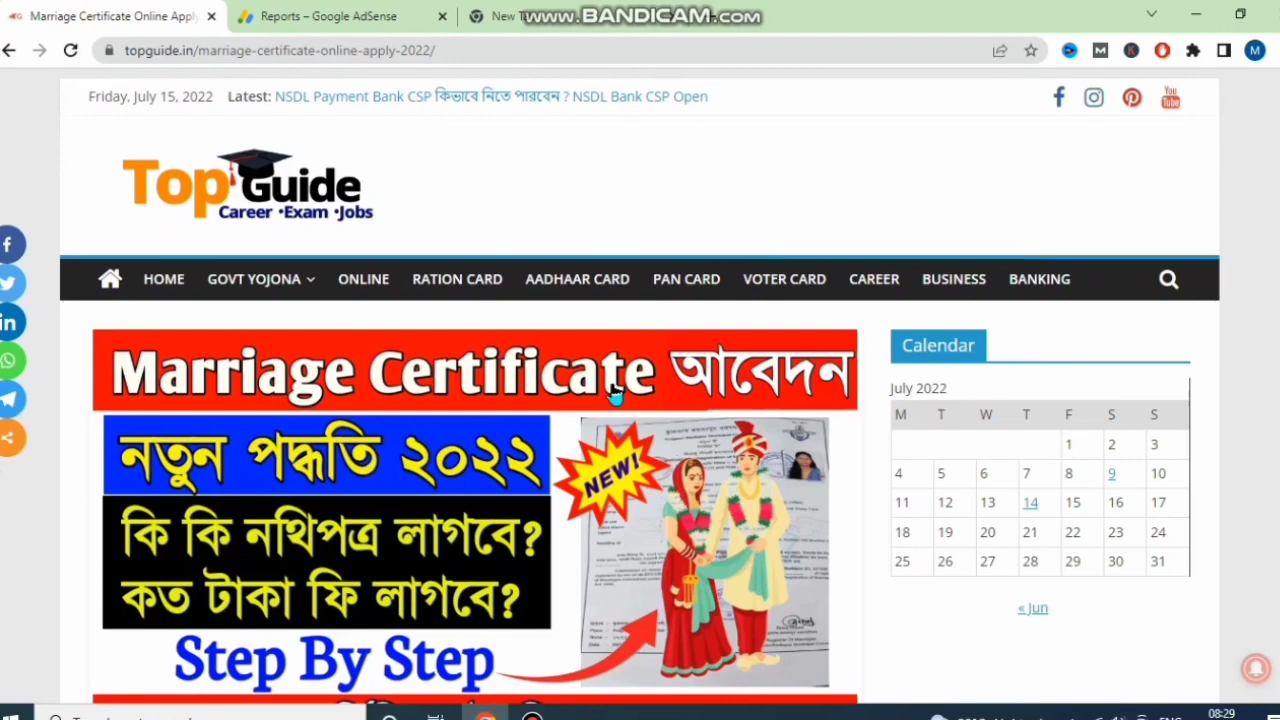 Marriage Certificate Online Appl
Reports – Google AdSense
New T
www.BANDICAM.com
topguide.in/marriage-certificate-online-apply-2022/
M
Friday, July 15, 2022
Latest: NSDL Payment Bank CSP কিভাবে নিতে পারবেন ? NSDL Bank CSP Open
You Tube
Top Guide
Career •Exam •Jobs
HOME GOVT YOJONA ONLINE RATION CARD AADHAAR CARD PAN CARD VOTER CARD CAREER BUSINESS BANKING
Marriage Certificate আবেদন
নতুন পদ্ধতি ২০২২
NEW!
কি কি নথিপত্র লাগবে?
কত টাকা ফি লাগবে?
Step By Step
Calendar
July 2022
M T W T F S S
1 2 3
4 5 6 7 8 9 10
11 12 13 14 15 16 17
18 19 20 21 22 23 24
25 26 27 28 29 30 31
« Jun
08:29